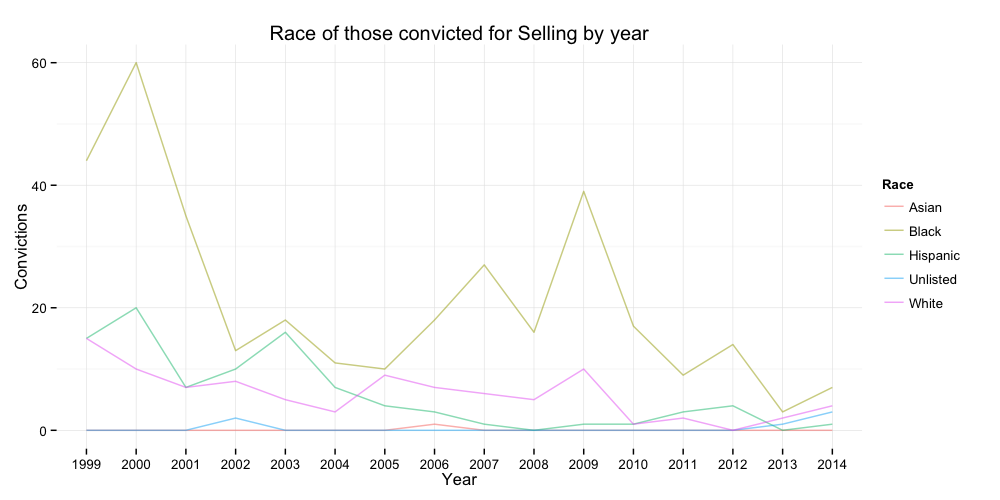 Race of those convicted for Selling by year
60
40
20
0
Convictions
1999 2000 2001 2002 2003 2004 2005 2006 2007 2008 2009 2010 2011 2012 2013 2014
Year
Race
Asian
Black
Hispanic
Unlisted
White